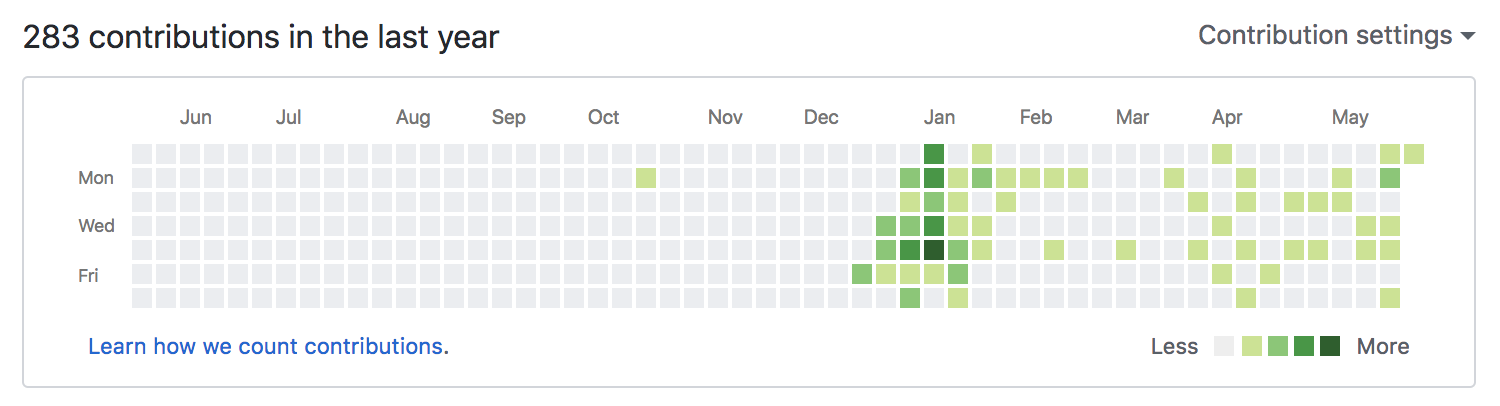 283 contributions in the last year
Contribution settings
Jun Jul Aug Sep Oct Nov Dec Jan Feb Mar Apr May
Mon
Wed
Fri
Learn how we count contributions.
Less More